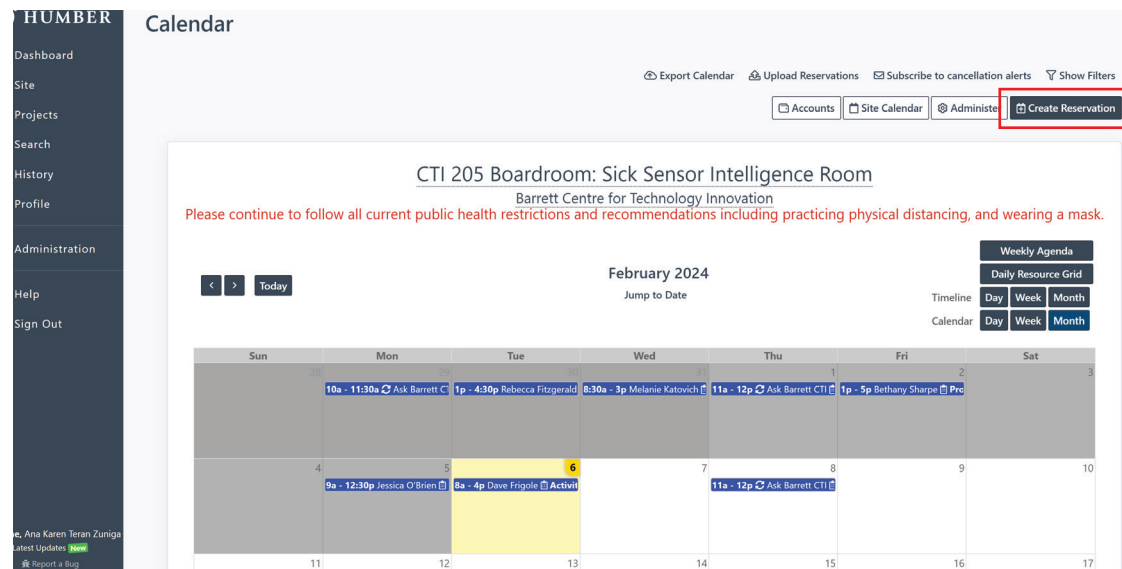 HUMBER
Dashboard
Site
Projects
Search
History
Profile
Administration
Help
Sign Out
e, Ana Karen Teran Zuniga
Latest Updates New
Report a Bug
Calendar
Export Calendar Upload Reservations Subscribe to cancellation alerts Show Filters
Accounts Site Calendar Administer Create Reservation
CTI 205 Boardroom: Sick Sensor Intelligence Room
Barrett Centre for Technology Innovation
Please continue to follow all current public health restrictions and recommendations including practicing physical distancing, and wearing a mask.
< > Today
February 2024
Jump to Date
Weekly Agenda
Daily Resource Grid
Timeline Day Week Month
Calendar Day Week Month
Sun Mon Tue Wed Thu Fri Sat
28 29 30 31 1 2 3
10a - 11:30a Ask Barrett CT 1p - 4:30p Rebecca Fitzgerald 8:30a - 3p Melanie Katovich 11a - 12p Ask Barrett CTI 1p - 5p Bethany Sharpe Pro
4 5 6 7 8 9 10
9a - 12:30p Jessica O'Brien 8a - 4p Dave Frigole Activit 11a - 12p Ask Barrett CTI
11 12 13 14 15 16 17